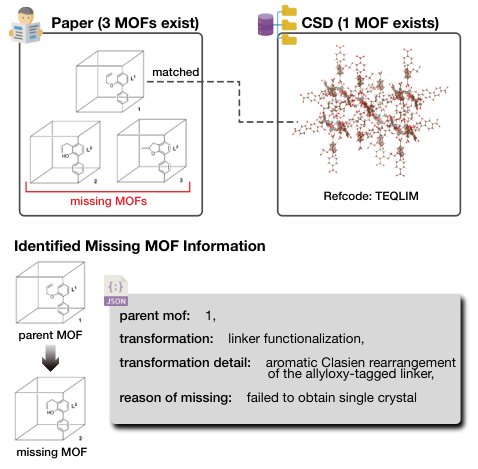 Paper (3 MOFs exist)
CSD (1 MOF exists)
matched
O
L¹
1
HO
L²
2
O
L³
3
missing MOFs
Refcode: TEQLIM
Identified Missing MOF Information
O
L¹
1
parent MOF
HO
L²
2
missing MOF
{:}
JSON
parent mof: 1,
transformation: linker functionalization,
transformation detail: aromatic Clasien rearrangement
of the allyloxy-tagged linker,
reason of missing: failed to obtain single crystal